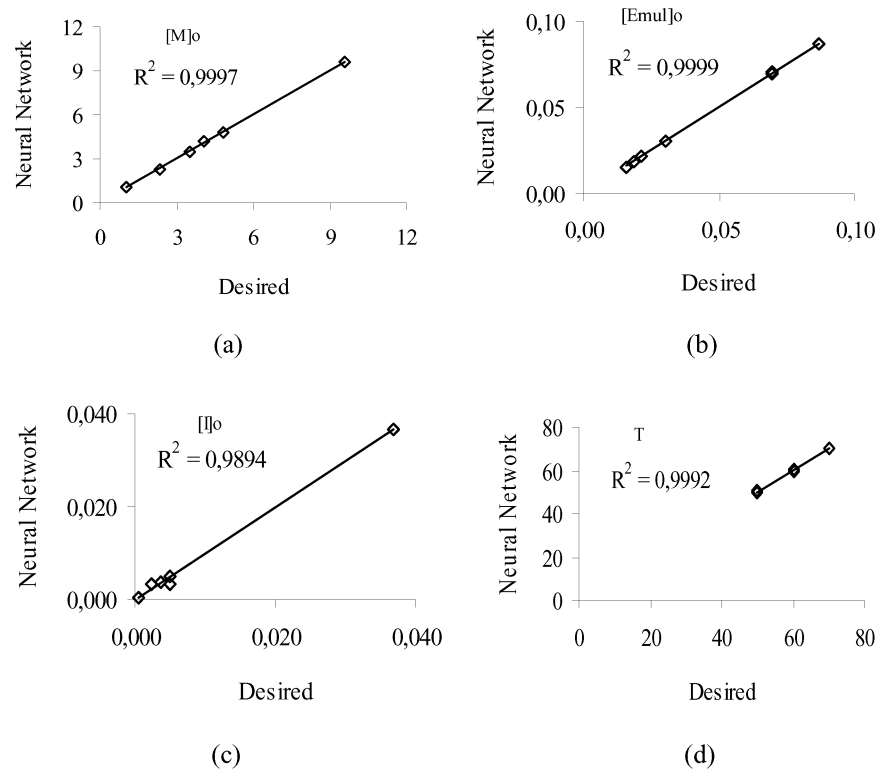 [M]o
R² = 0,9997
12
9
6
3
0
0 3 6 9 12
Neural Network
Desired
(a)
[Emul]o
R² = 0,9999
0,10
0,05
0,00
0,00 0,05 0,10
Neural Network
Desired
(b)
[I]o
R² = 0,9894
0,040
0,020
0,000
0,000 0,020 0,040
Neural Network
Desired
(c)
T
R² = 0,9992
80
60
40
20
0
0 20 40 60 80
Neural Network
Desired
(d)